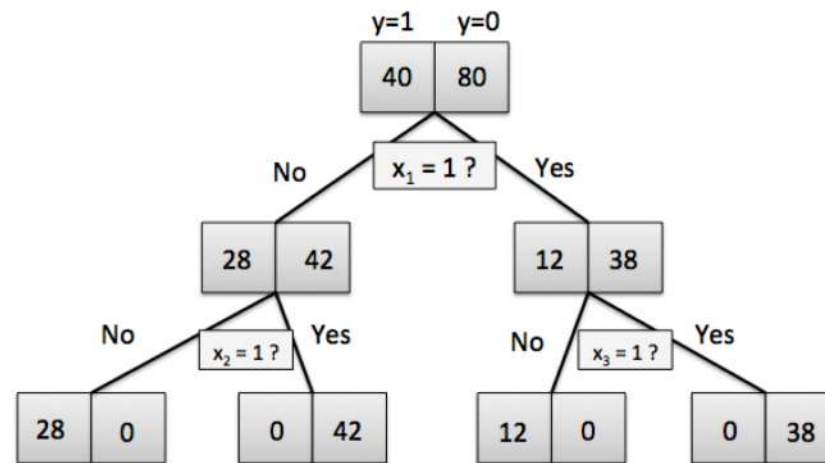 y=1 y=0
40 80
No x₁ = 1 ? Yes
28 42 12 38
No x₂ = 1 ? Yes No x₃ = 1 ? Yes
28 0 0 42 12 0 0 38